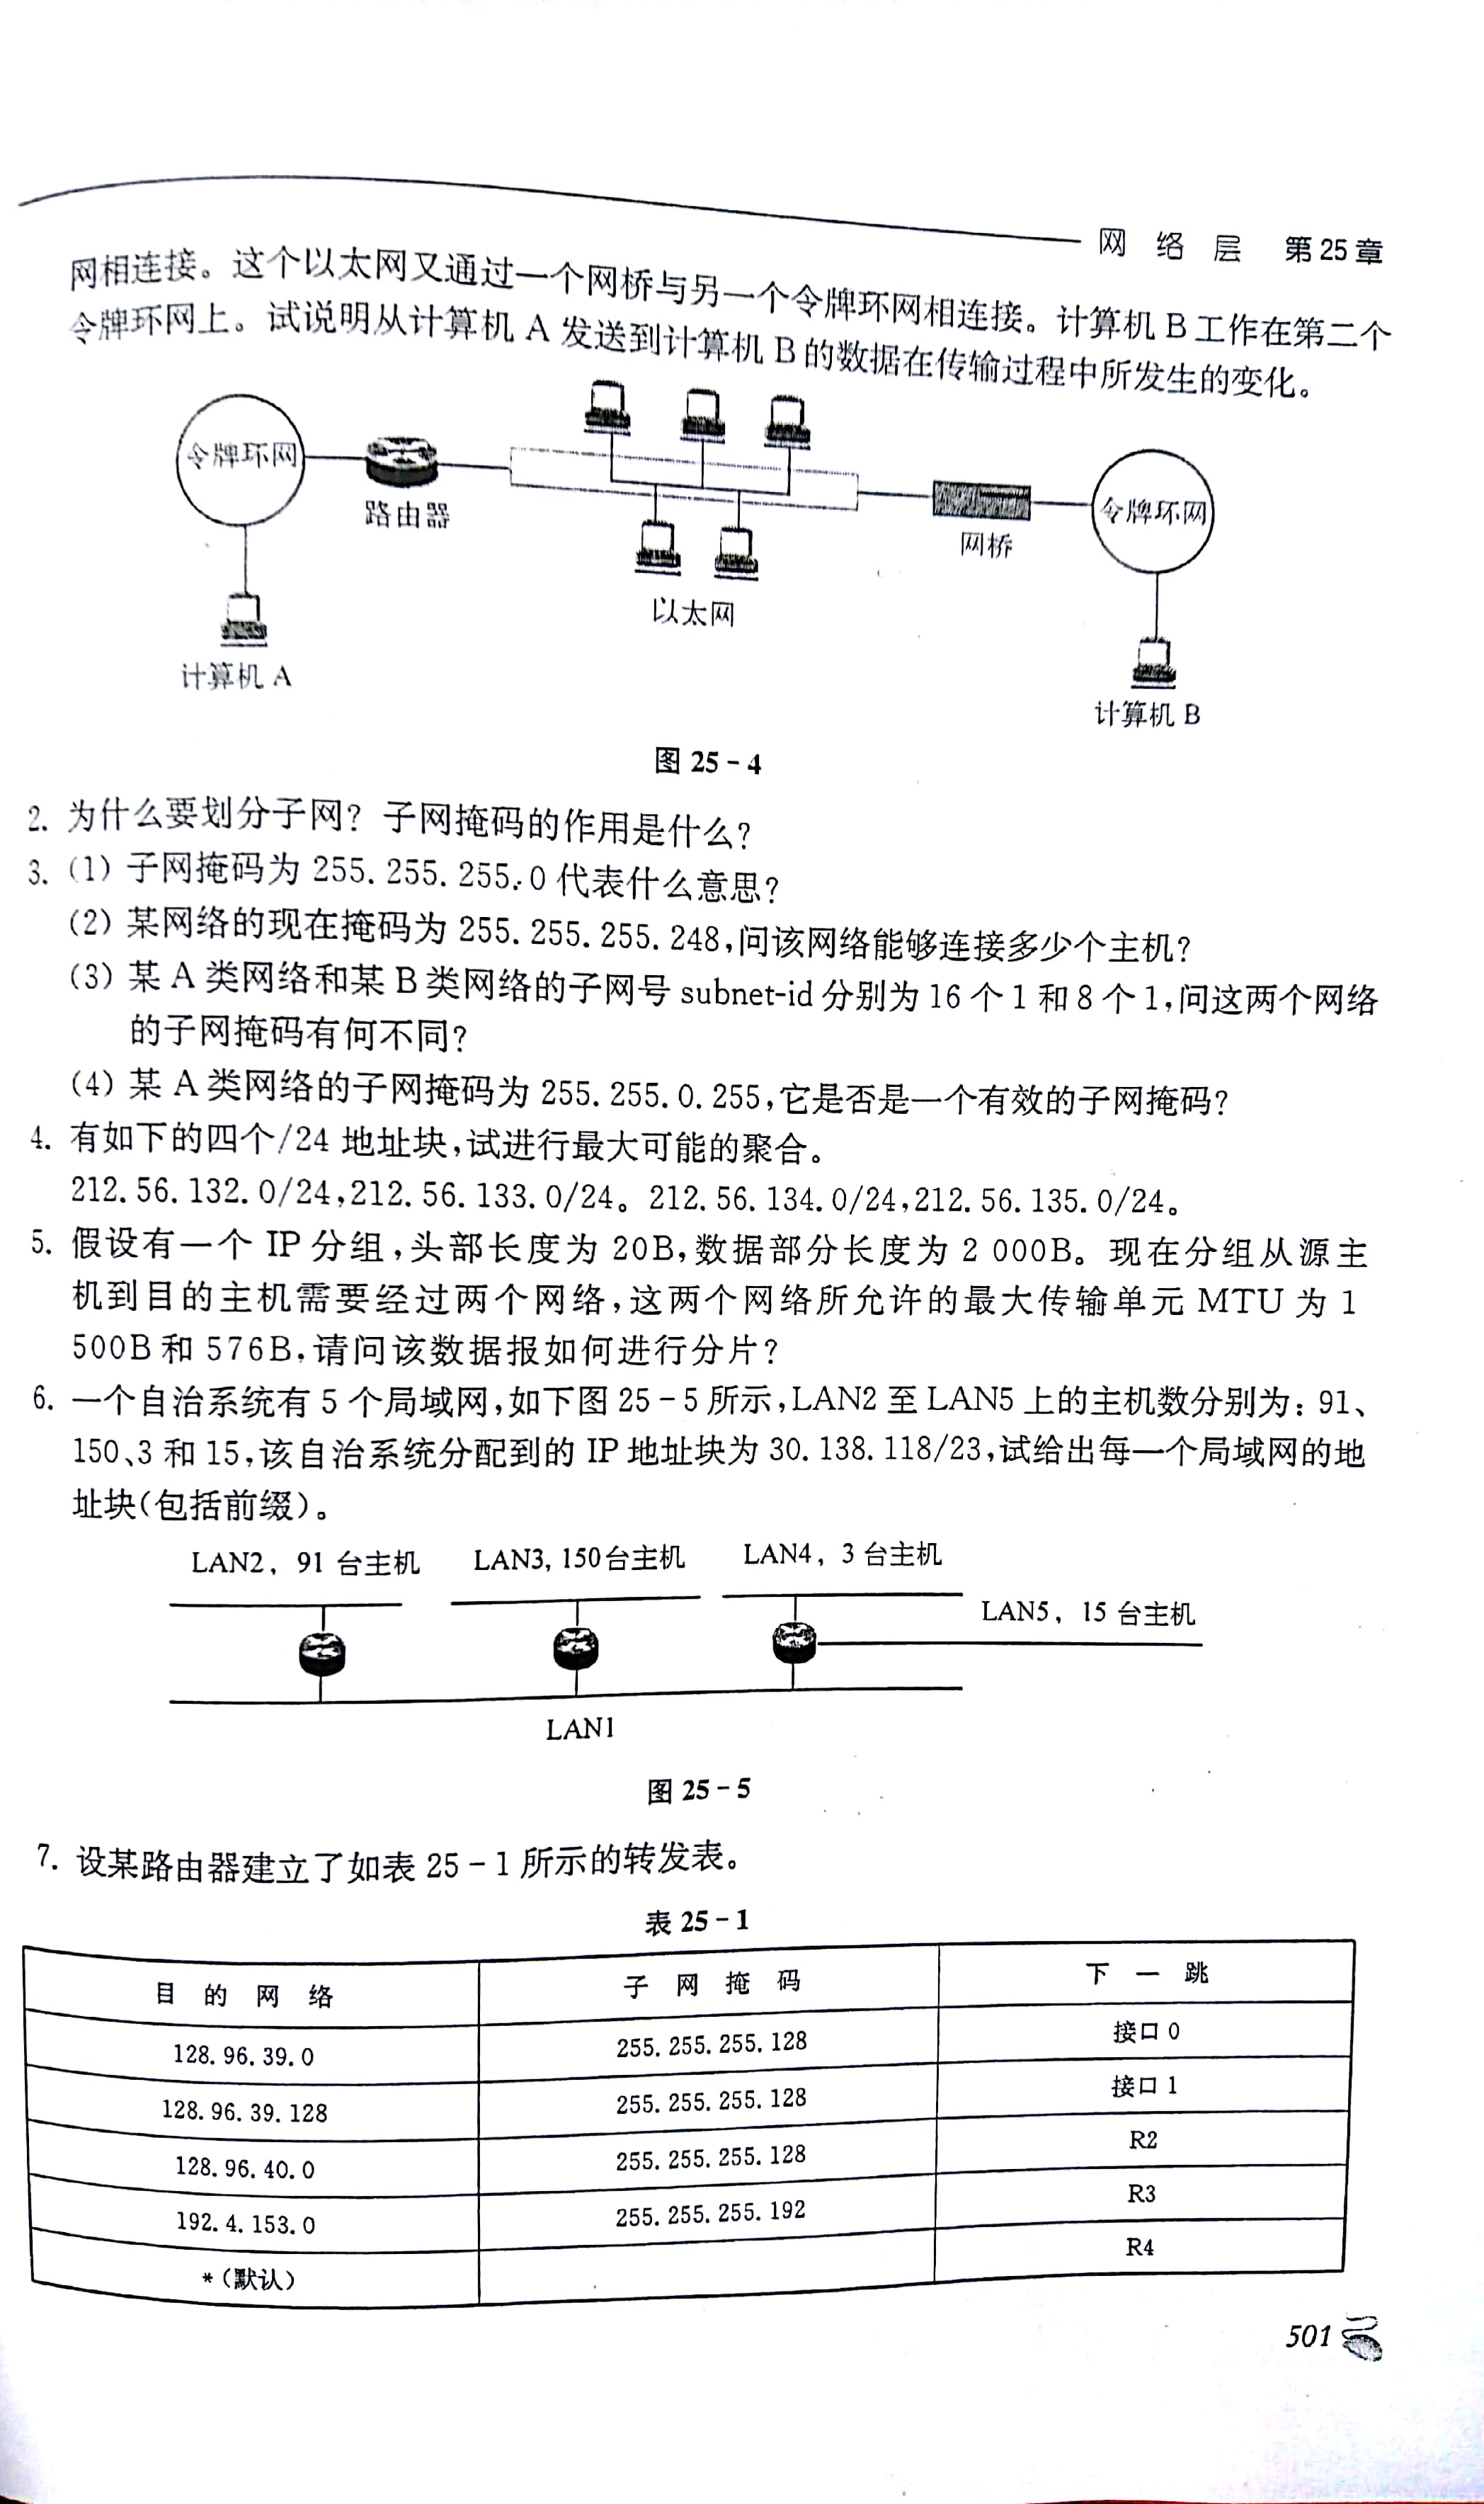 网 络 层 第25章
网相连接。这个以太网又通过一个网桥与另一个令牌环网相连接。计算机B工作在第二个
令牌环网上。试说明从计算机A发送到计算机B的数据在传输过程中所发生的变化。
令牌环网
路由器
以太网
网桥
令牌环网
计算机 A
计算机 B
图 25-4
2. 为什么要划分子网?子网掩码的作用是什么?
3. (1) 子网掩码为 255.255.255.0代表什么意思?
(2) 某网络的现在掩码为 255.255.255.248,问该网络能够连接多少个主机?
(3) 某A类网络和某B类网络的子网号 subnet-id 分别为16个1和8个1,问这两个网络
的子网掩码有何不同?
(4) 某A类网络的子网掩码为 255.255.0.255,它是否是一个有效的子网掩码?
4. 有如下的四个/24 地址块,试进行最大可能的聚合。
212.56.132.0/24,212.56.133.0/24。212.56.134.0/24,212.56.135.0/24。
5. 假设有一个 IP 分组,头部长度为 20B,数据部分长度为 2 000B。现在分组从源主
机到目的主机需要经过两个网络,这两个网络所允许的最大传输单元 MTU 为 1
500B 和 576B,请问该数据报如何进行分片?
6. 一个自治系统有 5 个局域网,如下图 25-5 所示,LAN2 至 LAN5 上的主机数分别为:91、
150、3 和 15,该自治系统分配到的 IP 地址块为 30.138.118/23,试给出每一个局域网的地
址块(包括前缀)。
LAN2, 91 台主机
LAN3, 150台主机
LAN4, 3 台主机
LAN5, 15 台主机
LAN1
图 25-5
7. 设某路由器建立了如表 25-1 所示的转发表。
表 25-1
目 的 网 络 子 网 掩 码 下 一 跳
128.96.39.0 255.255.255.128 接口 0
128.96.39.128 255.255.255.128 接口 1
128.96.40.0 255.255.255.128 R2
192.4.153.0 255.255.255.192 R3
*(默认) R4
501